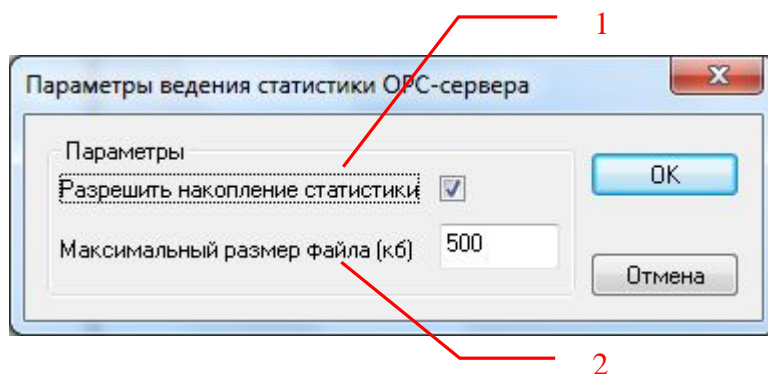 1
Параметры ведения статистики OPC-сервера
Параметры
Разрешить накопление статистики
OK
Максимальный размер файла (кб) 500
Отмена
2